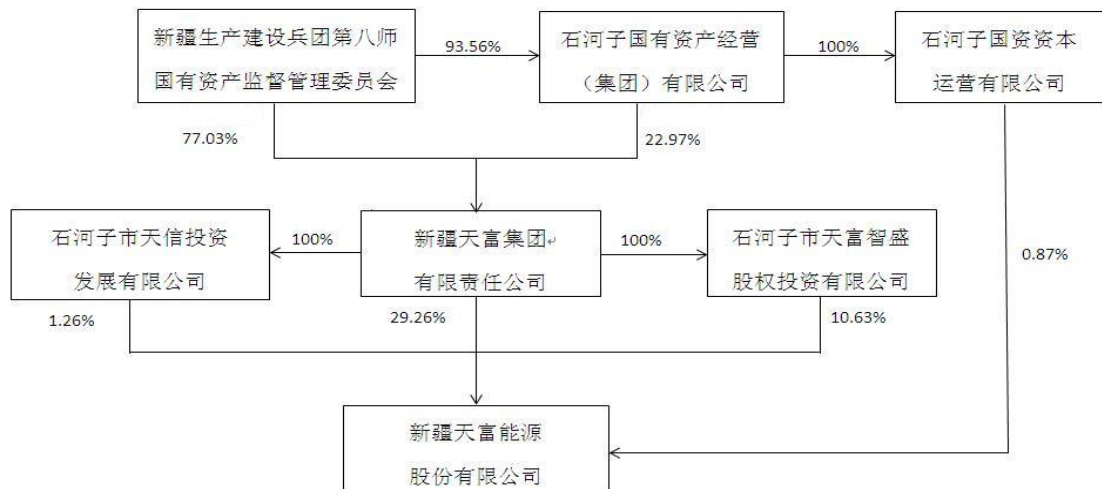 新疆生产建设兵团第八师
国有资产监督管理委员会
93.56%
石河子国有资产经营
（集团）有限公司
100%
石河子国资资本
运营有限公司
77.03%
22.97%
石河子市天信投资
发展有限公司
100%
新疆天富集团
有限责任公司
100%
石河子市天富智盛
股权投资有限公司
0.87%
1.26%
29.26%
10.63%
新疆天富能源
股份有限公司